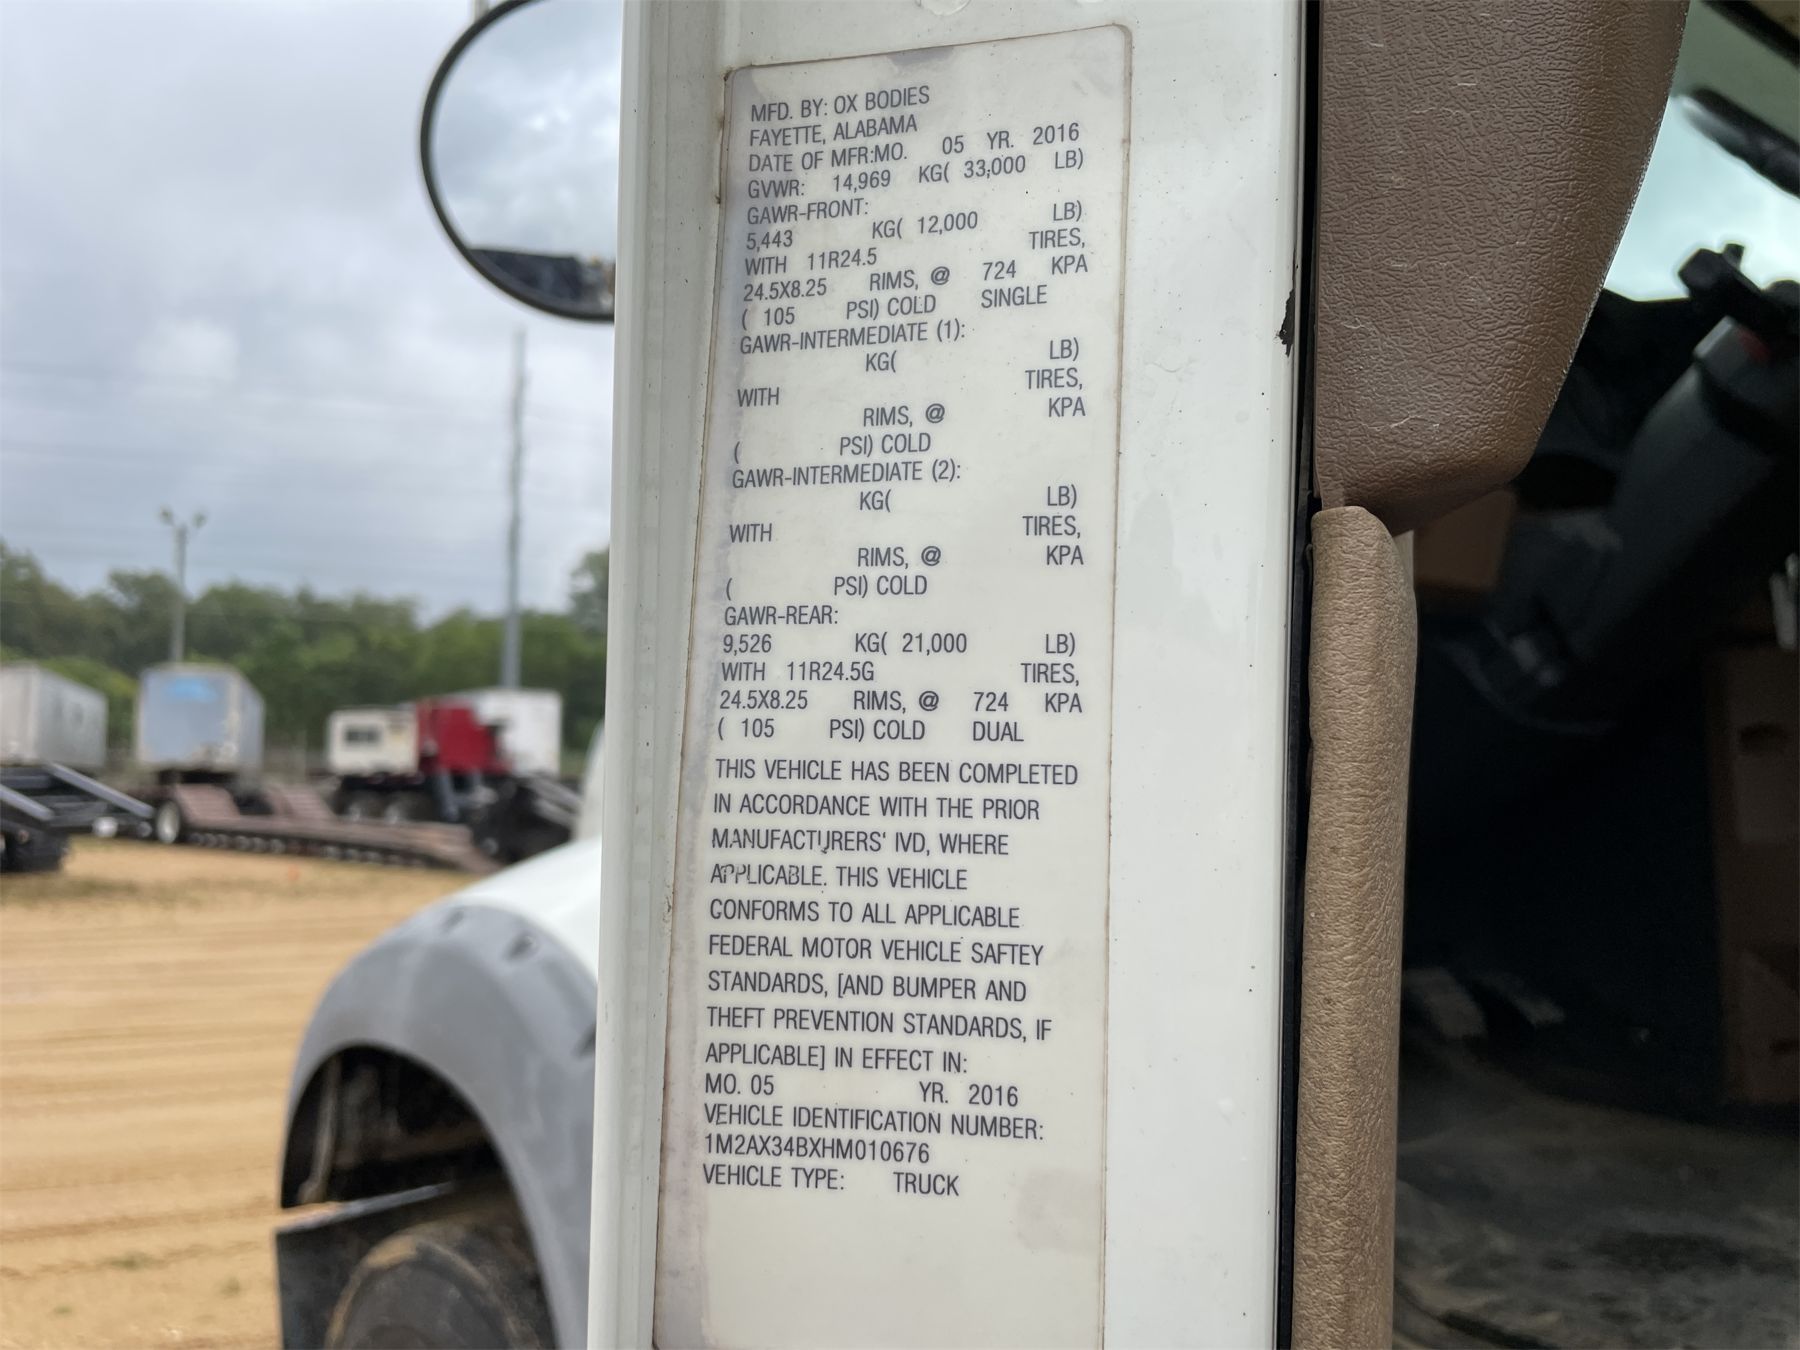 MFD. BY: OX BODIES
FAYETTE, ALABAMA
DATE OF MFR:MO. 05 YR. 2016
GVWR: 14,969 KG( 33,000 LB)
GAWR-FRONT:
5,443 KG( 12,000 LB)
WITH 11R24.5 TIRES,
24.5X8.25 RIMS, @ 724 KPA
( 105 PSI) COLD SINGLE
GAWR-INTERMEDIATE (1):
KG( LB)
WITH TIRES,
RIMS, @ KPA
( PSI) COLD
GAWR-INTERMEDIATE (2):
KG( LB)
WITH TIRES,
RIMS, @ KPA
( PSI) COLD
GAWR-REAR:
9,526 KG( 21,000 LB)
WITH 11R24.5G TIRES,
24.5X8.25 RIMS, @ 724 KPA
( 105 PSI) COLD DUAL
THIS VEHICLE HAS BEEN COMPLETED
IN ACCORDANCE WITH THE PRIOR
MANUFACTURERS' IVD, WHERE
APPLICABLE. THIS VEHICLE
CONFORMS TO ALL APPLICABLE
FEDERAL MOTOR VEHICLE SAFTEY
STANDARDS, [AND BUMPER AND
THEFT PREVENTION STANDARDS, IF
APPLICABLE] IN EFFECT IN:
MO. 05 YR. 2016
VEHICLE IDENTIFICATION NUMBER:
1M2AX34BXHM010676
VEHICLE TYPE: TRUCK